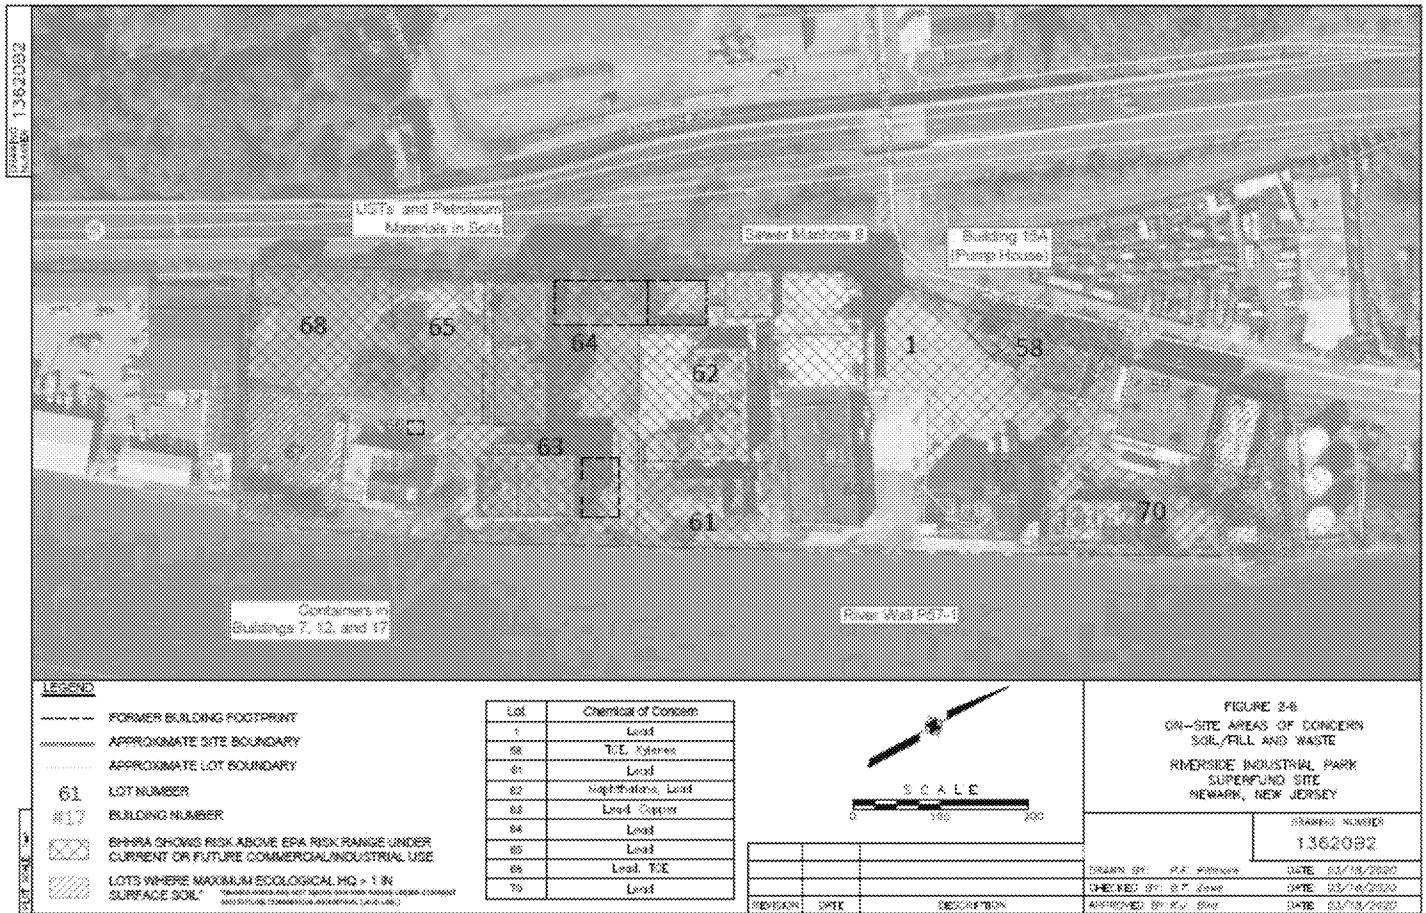 DRAWING NUMBER 1362082
USTs and Petroleum
Materials in Soils
Sewer Manhole 8
Building 15A
(Pump House)
68
65
64
62
1
58
63
61
70
67
Containers in
Buildings 7, 12, and 17
River Wall
LEGEND
FORMER BUILDING FOOTPRINT
APPROXIMATE SITE BOUNDARY
APPROXIMATE LOT BOUNDARY
61 LOT NUMBER
#17 BUILDING NUMBER
BHHRA SHOWS RISK ABOVE EPA RISK RANGE UNDER
CURRENT OR FUTURE COMMERCIAL/INDUSTRIAL USE
LOTS WHERE MAXIMUM ECOLOGICAL HQ > 1 IN
SURFACE SOIL*
Lot Chemical of Concern
1 Lead
58 TCE, Xylenes
61 Lead
62 Naphthalene, Lead
63 Lead, Copper
64 Lead
65 Lead
68 Lead, TCE
70 Lead
SCALE
0 100 200
REVISION DATE DESCRIPTION
FIGURE 2-6
ON-SITE AREAS OF CONCERN
SOIL/FILL AND WASTE
RIVERSIDE INDUSTRIAL PARK
SUPERFUND SITE
NEWARK, NEW JERSEY
DRAWING NUMBER
1362082
DRAWN BY: DATE
CHECKED BY: DATE
APPROVED BY: DATE